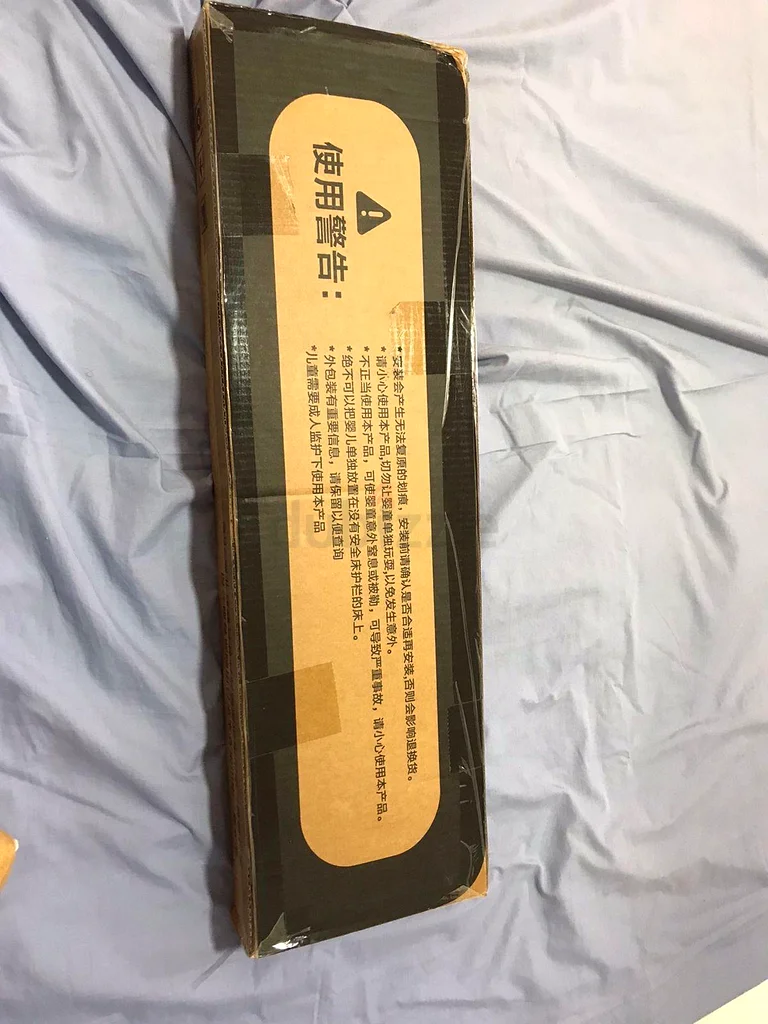 使用警告:
*安装会产生无法复原的划痕，安装前请确认是否合适再安装,否则会影响退换货。
*请小心使用本产品,切勿让婴童单独玩耍,以免发生意外。
*不正当使用本产品，可使婴童意外窒息或被勒，可导致严重事故，请小心使用本产品。
*绝不可以把婴儿单独放置在没有安全床护栏的床上。
*外包装有重要信息，请保留以便查询
*儿童需要成人监护下使用本产品
dubizzle